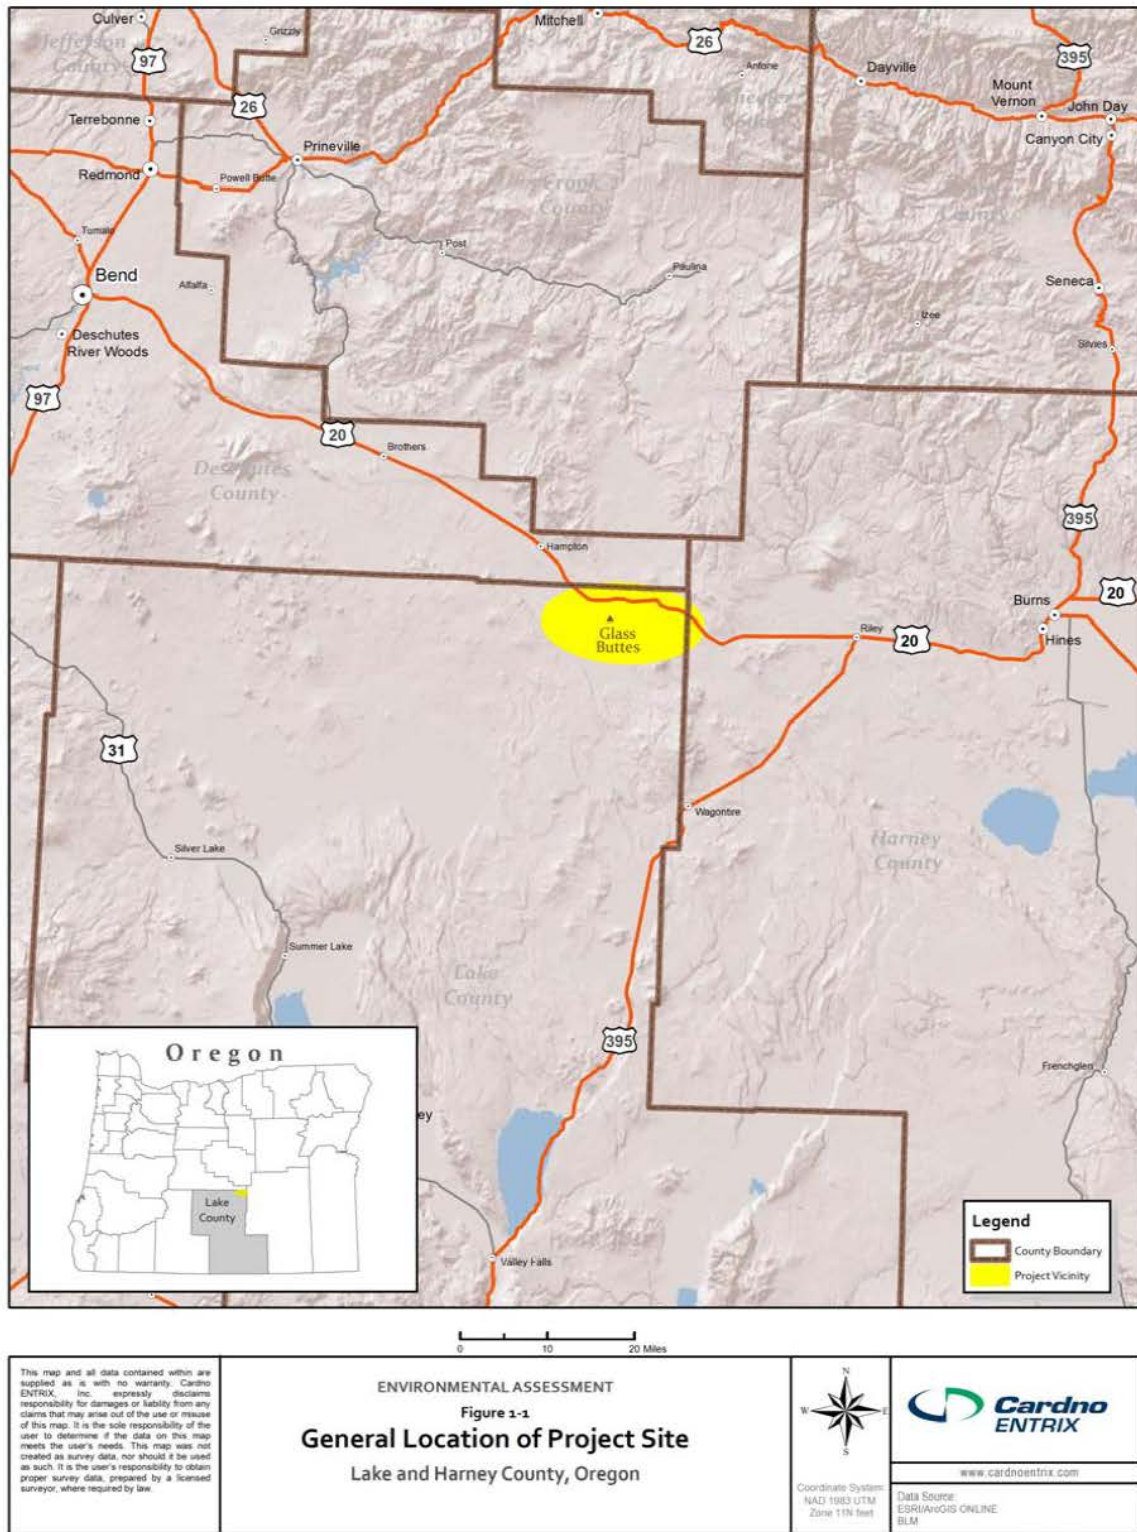 Culver
Grizzly
Mitchell
Jefferson
County
97
26
26
Antone
Dayville
395
Mount
Vernon
John Day
Canyon City
Wheeler
Terrebonne
Prineville
Redmond
Powell Butte
Crook
County
County
Tumalo
Post
Paulina
Bend
Alfalfa
Seneca
Izee
Silvies
Deschutes
River Woods
97
20
Brothers
Deschutes
County
395
Hampton
20
Burns
Glass
Buttes
Riley
20
Hines
31
Wagontire
Silver Lake
Harney
County
Summer Lake
Lake
County
395
Frenchglen
Oregon
ey
Lake
County
Valley Falls
Legend
County Boundary
Project Vicinity
0 10 20 Miles
This map and all data contained within are
supplied as is with no warranty. Cardno
ENTRIX, Inc. expressly disclaims
responsibility for damages or liability from any
claims that may arise out of the use or misuse
of this map. It is the sole responsibility of the
user to determine if the data on this map
meets the user's needs. This map was not
created as survey data, nor should it be used
as such. It is the user's responsibility to obtain
proper survey data, prepared by a licensed
surveyor, where required by law.
ENVIRONMENTAL ASSESSMENT
Figure 1-1
General Location of Project Site
Lake and Harney County, Oregon
N
W E
S
Coordinate System:
NAD 1983 UTM
Zone 11N feet
Cardno
ENTRIX
www.cardnoentrix.com
Data Source:
ESRI/ArcGIS ONLINE
BLM